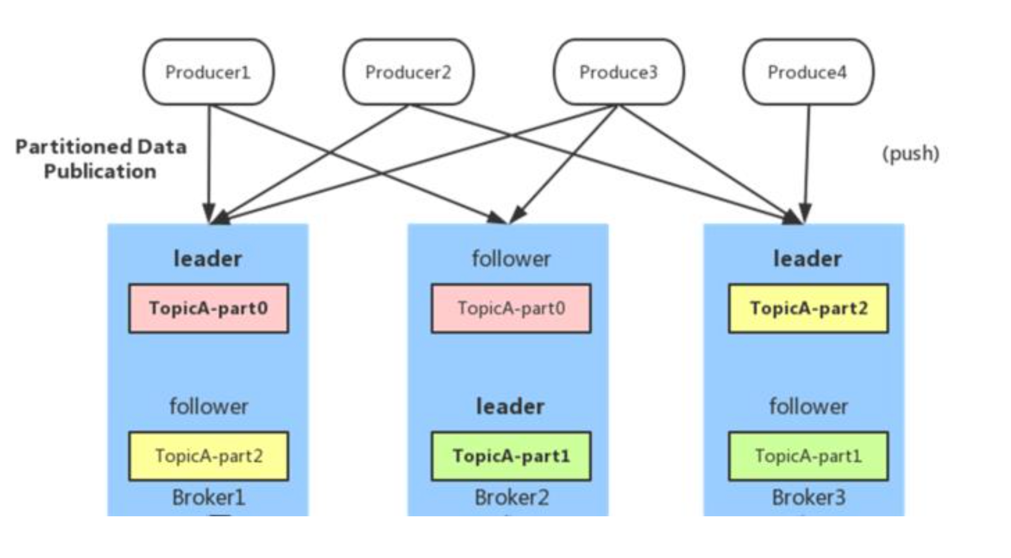 Producer1
Producer2
Produce3
Produce4
Partitioned Data
Publication
(push)
leader
follower
leader
TopicA-part0
TopicA-part0
TopicA-part2
follower
leader
follower
TopicA-part2
TopicA-part1
TopicA-part1
Broker1
Broker2
Broker3